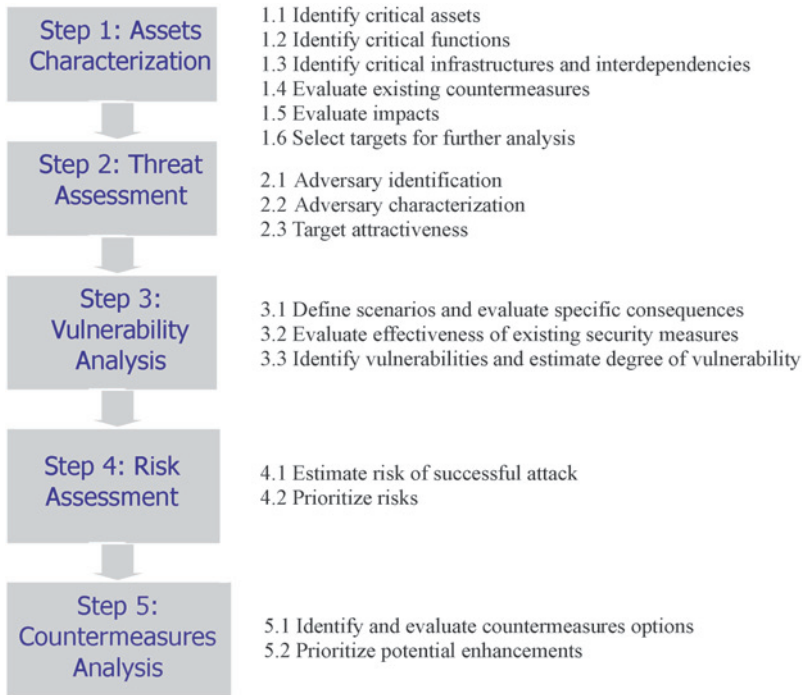 Step 1: Assets
Characterization
1.1 Identify critical assets
1.2 Identify critical functions
1.3 Identify critical infrastructures and interdependencies
1.4 Evaluate existing countermeasures
1.5 Evaluate impacts
1.6 Select targets for further analysis
Step 2: Threat
Assessment
2.1 Adversary identification
2.2 Adversary characterization
2.3 Target attractiveness
Step 3:
Vulnerability
Analysis
3.1 Define scenarios and evaluate specific consequences
3.2 Evaluate effectiveness of existing security measures
3.3 Identify vulnerabilities and estimate degree of vulnerability
Step 4: Risk
Assessment
4.1 Estimate risk of successful attack
4.2 Prioritize risks
Step 5:
Countermeasures
Analysis
5.1 Identify and evaluate countermeasures options
5.2 Prioritize potential enhancements